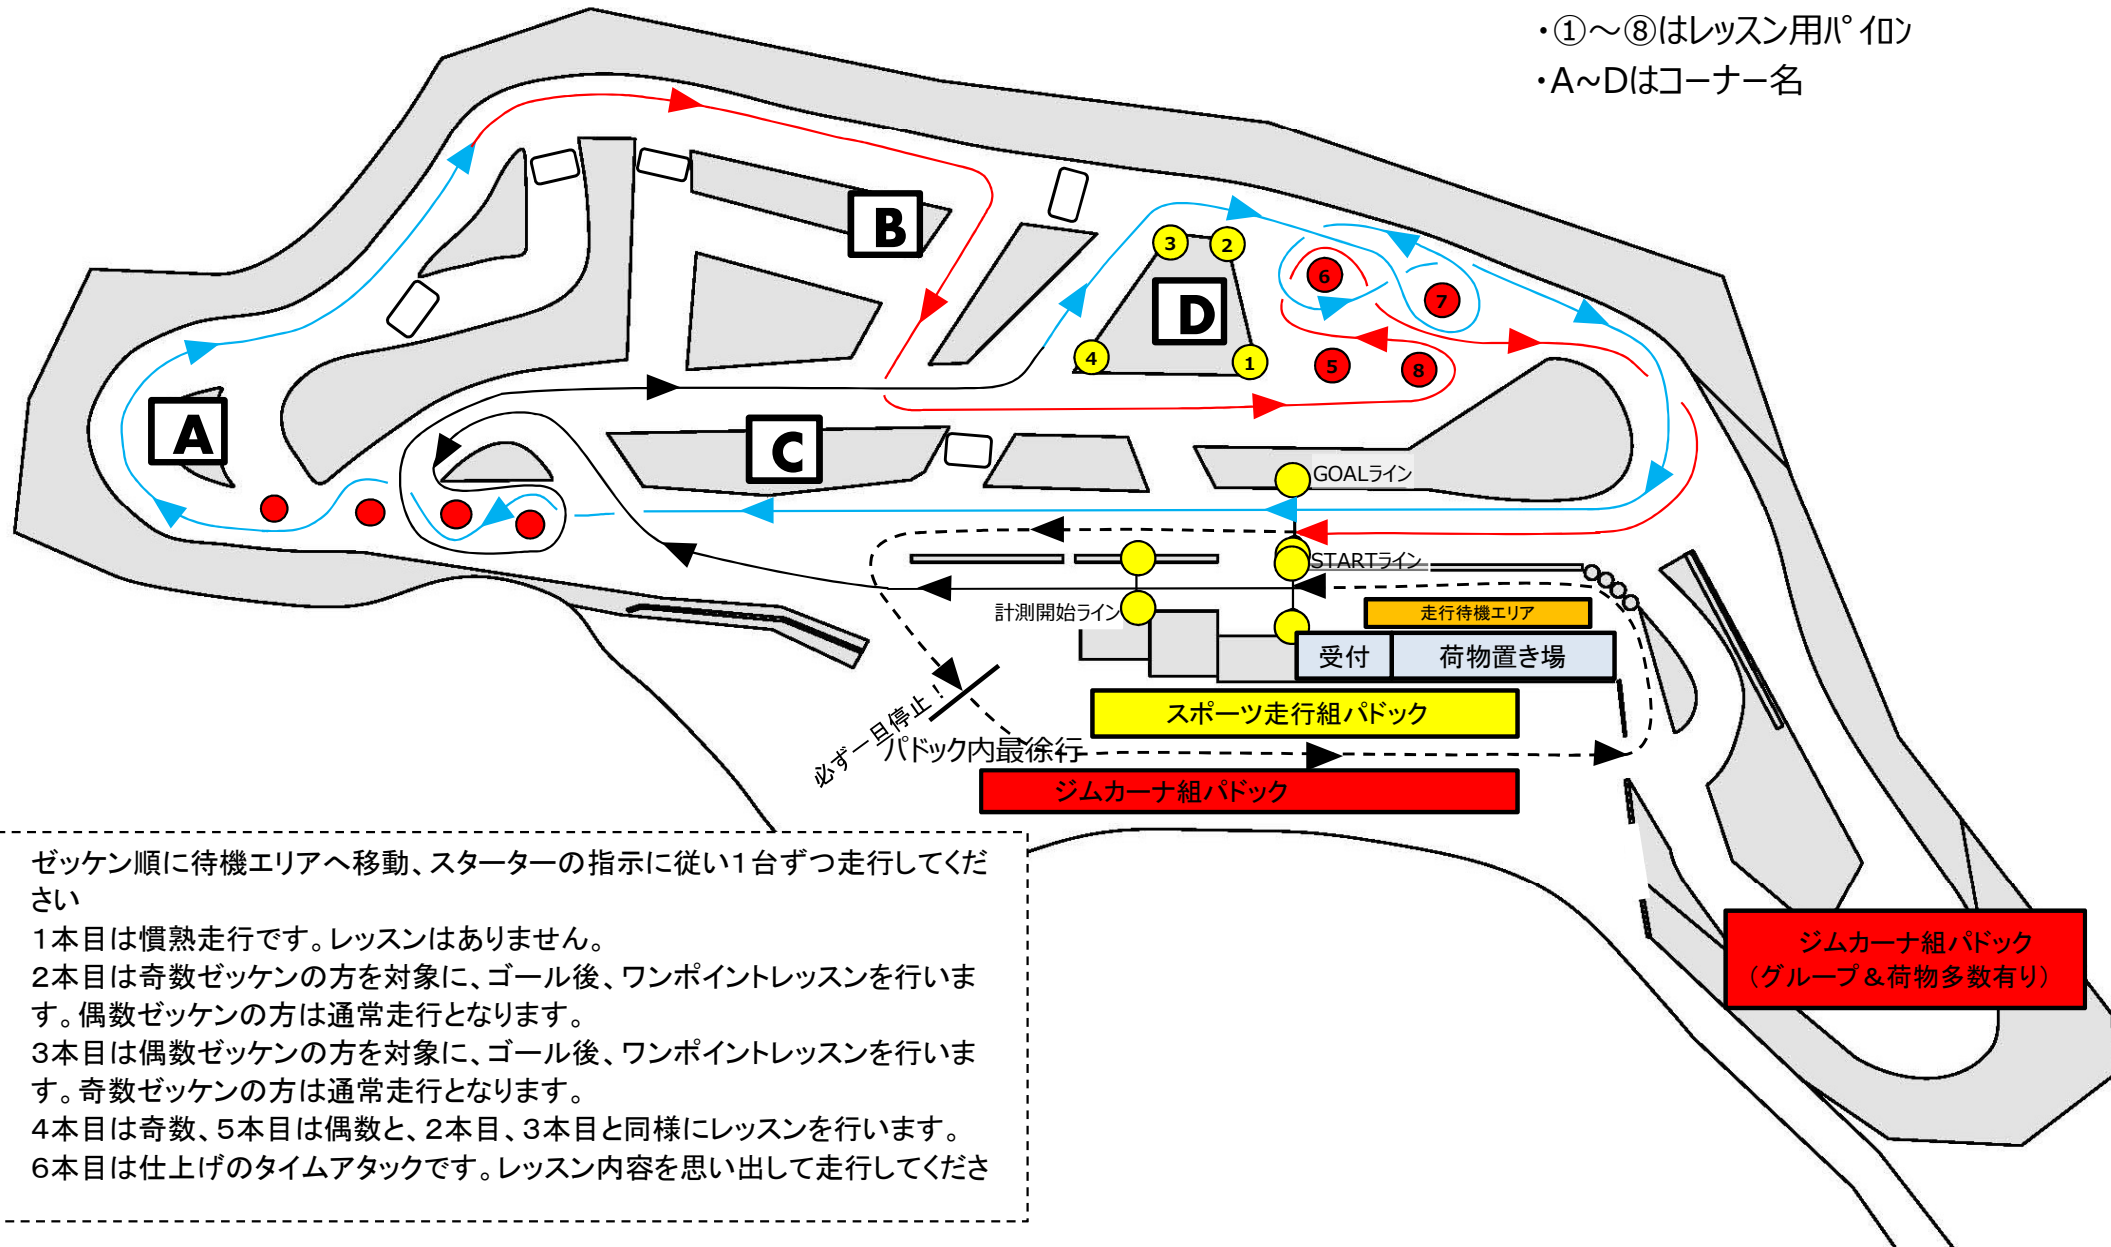 ・①～⑧はレッスン用パイロン
・A~Dはコーナー名
B
3
2
6
7
D
4
1
5
8
A
C
GOALライン
STARTライン
計測開始ライン
走行待機エリア
受付
荷物置き場
必ず一旦停止！
スポーツ走行組パドック
パドック内最徐行
ジムカーナ組パドック
ゼッケン順に待機エリアへ移動、スターターの指示に従い1台ずつ走行してくだ
さい
1本目は慣熟走行です。レッスンはありません。
2本目は奇数ゼッケンの方を対象に、ゴール後、ワンポイントレッスンを行いま
す。偶数ゼッケンの方は通常走行となります。
3本目は偶数ゼッケンの方を対象に、ゴール後、ワンポイントレッスンを行いま
す。奇数ゼッケンの方は通常走行となります。
4本目は奇数、5本目は偶数と、2本目、3本目と同様にレッスンを行います。
6本目は仕上げのタイムアタックです。レッスン内容を思い出して走行してくださ
ジムカーナ組パドック
（グループ＆荷物多数有り）